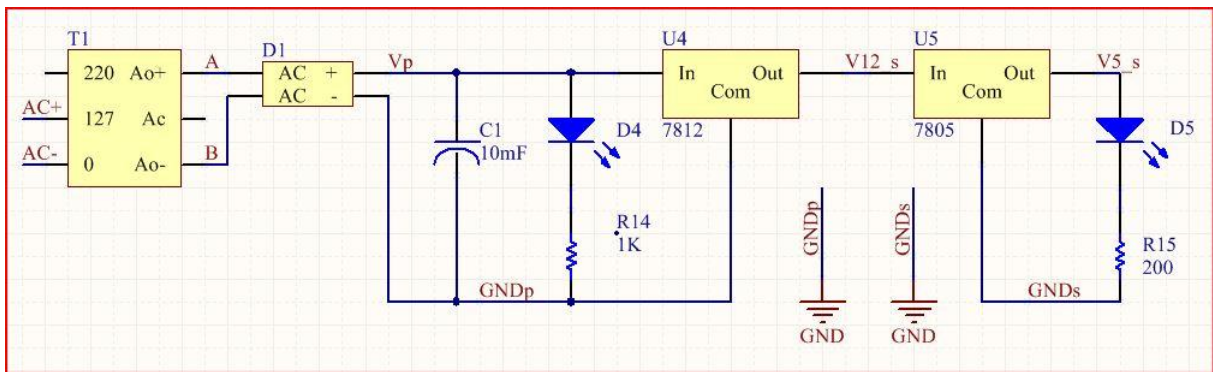 T1
220 Ao+
AC+ 127 Ac
AC- 0 Ao-
A
B
D1
AC +
AC -
Vp
C1
10mF
D4
R14
1K
GNDp
U4
In Out
Com
7812
V12_s
U5
In Out
Com
7805
V5_s
D5
R15
200
GNDs
GNDp
GND
GNDs
GND